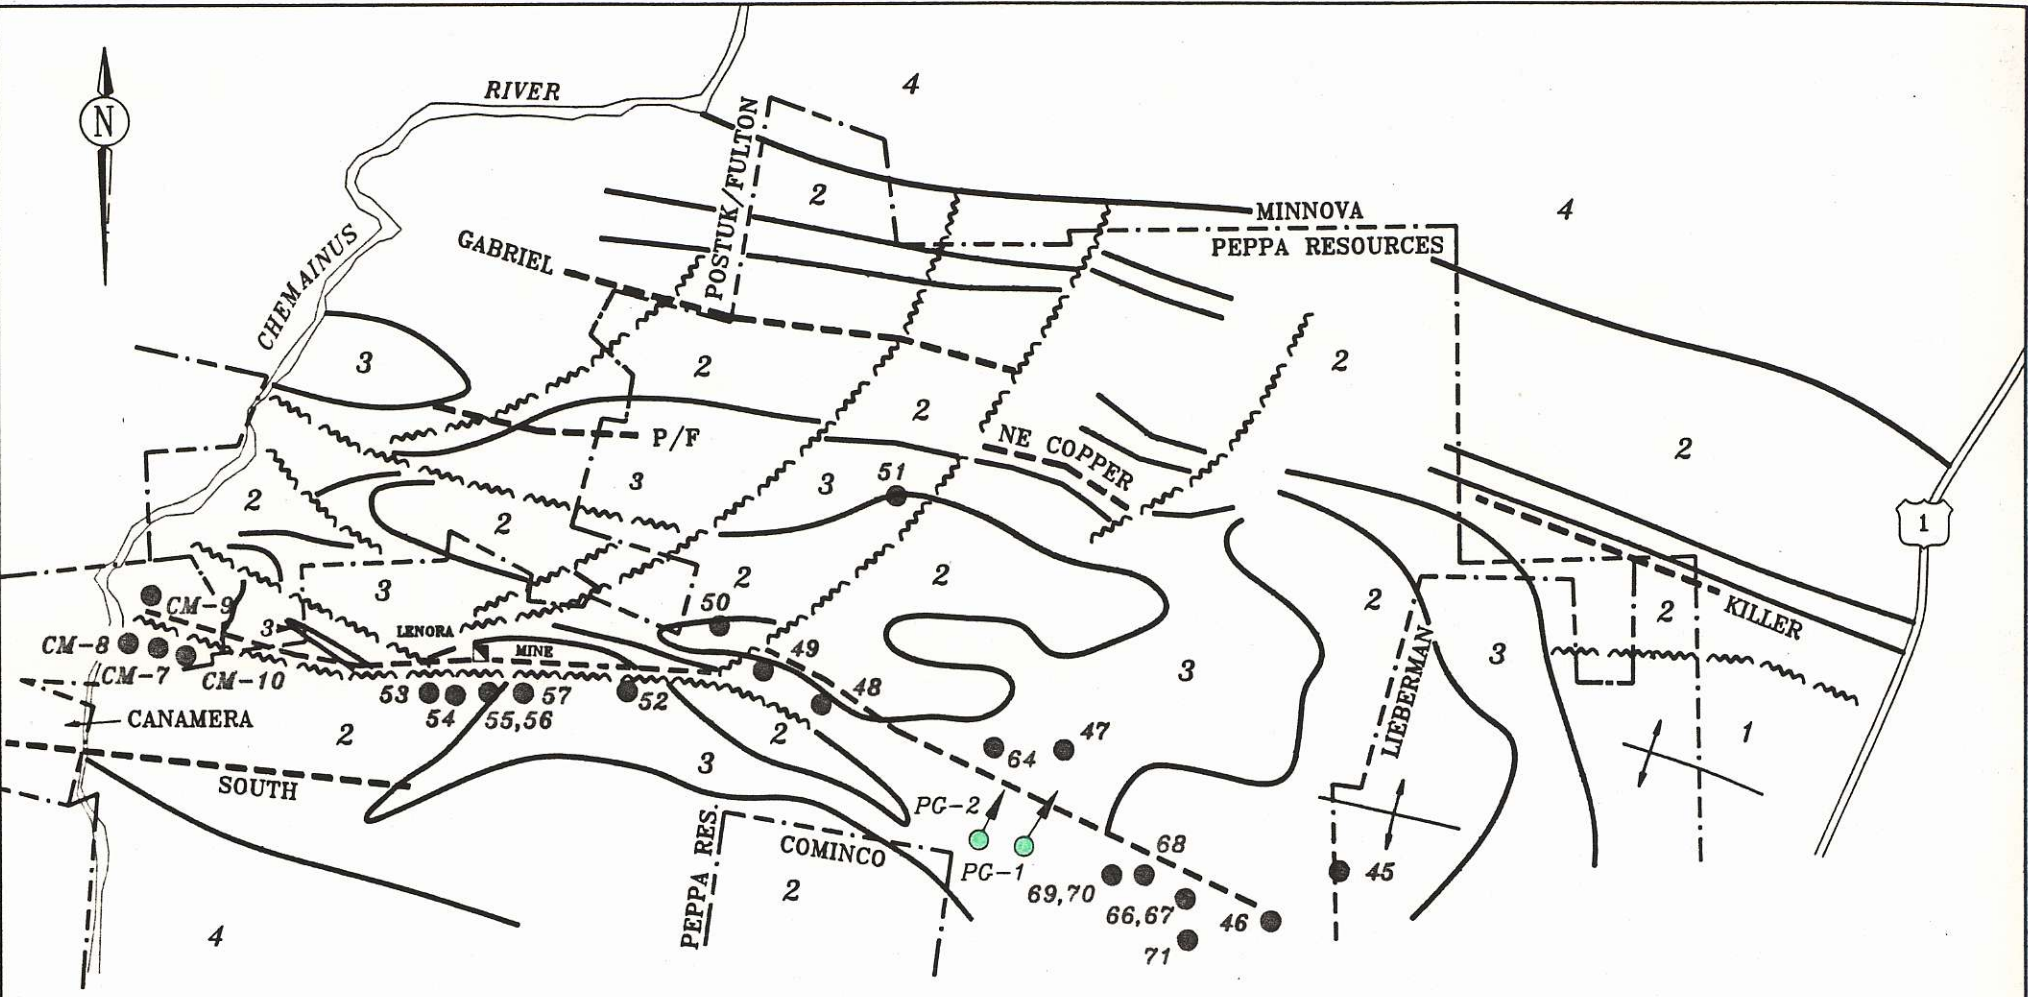 4
RIVER
N
POSTUK/FULTON
2
4
MINNOVA
PEPPA RESOURCES
GABRIEL
CHEMAINUS
3
2
2
2
P/F
NE COPPER
2
3
3
51
2
2
1
3
2
2
50
2
2
CM-9
3
LENORA
MINE
KILLER
CM-8
CM-7
CM-10
49
48
3
3
LIEBERMAN
53
54
55,56
57
52
CANAMERA
2
2
47
64
1
3
SOUTH
PG-2
PEPPA RES.
COMINCO
PG-1
68
69,70
45
2
66,67
46
4
71